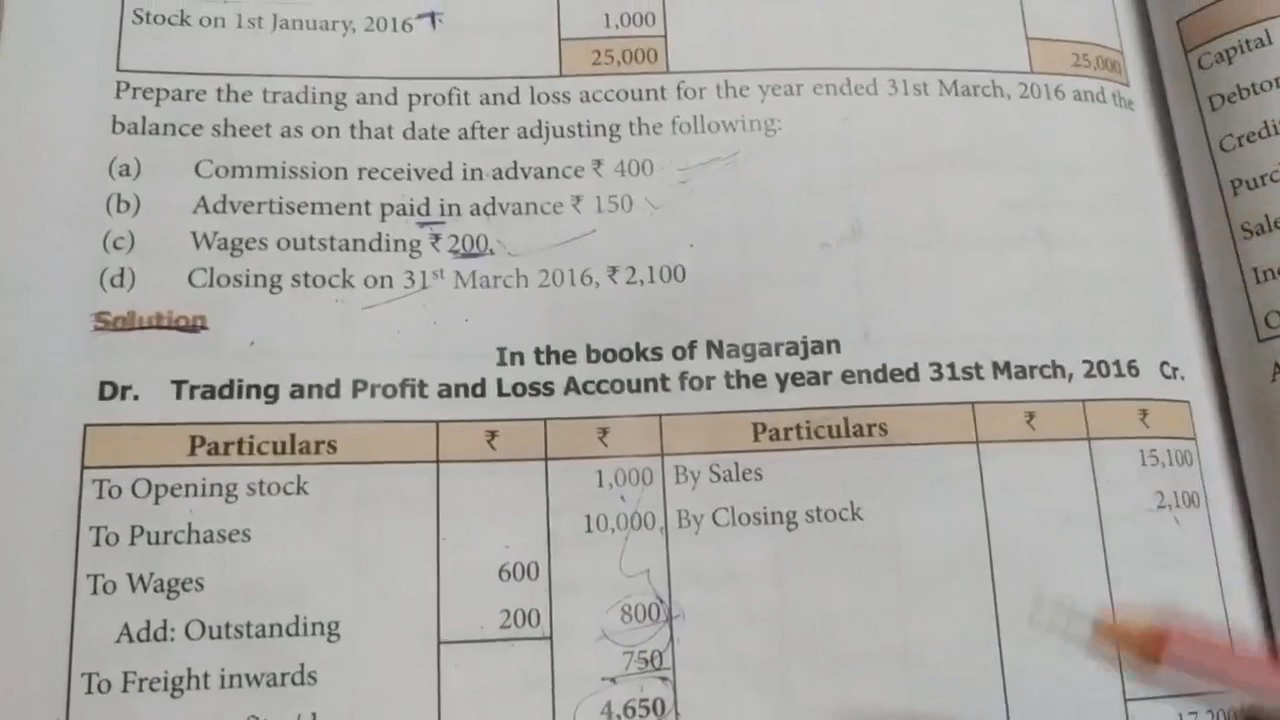 Stock on 1st January, 2016 1,000
25,000 25,000
Prepare the trading and profit and loss account for the year ended 31st March, 2016 and the
balance sheet as on that date after adjusting the following:
(a) Commission received in advance ₹ 400
(b) Advertisement paid in advance ₹ 150
(c) Wages outstanding ₹ 200.
(d) Closing stock on 31st March 2016, ₹ 2,100
Solution
In the books of Nagarajan
Dr. Trading and Profit and Loss Account for the year ended 31st March, 2016 Cr.
Particulars ₹ ₹ Particulars ₹ ₹
To Opening stock 1,000 By Sales 15,100
To Purchases 10,000 By Closing stock 2,100
To Wages 600
Add: Outstanding 200 800
To Freight inwards 750
4,650
17,200
Capital
Debtor
Credi
Purc
Sale